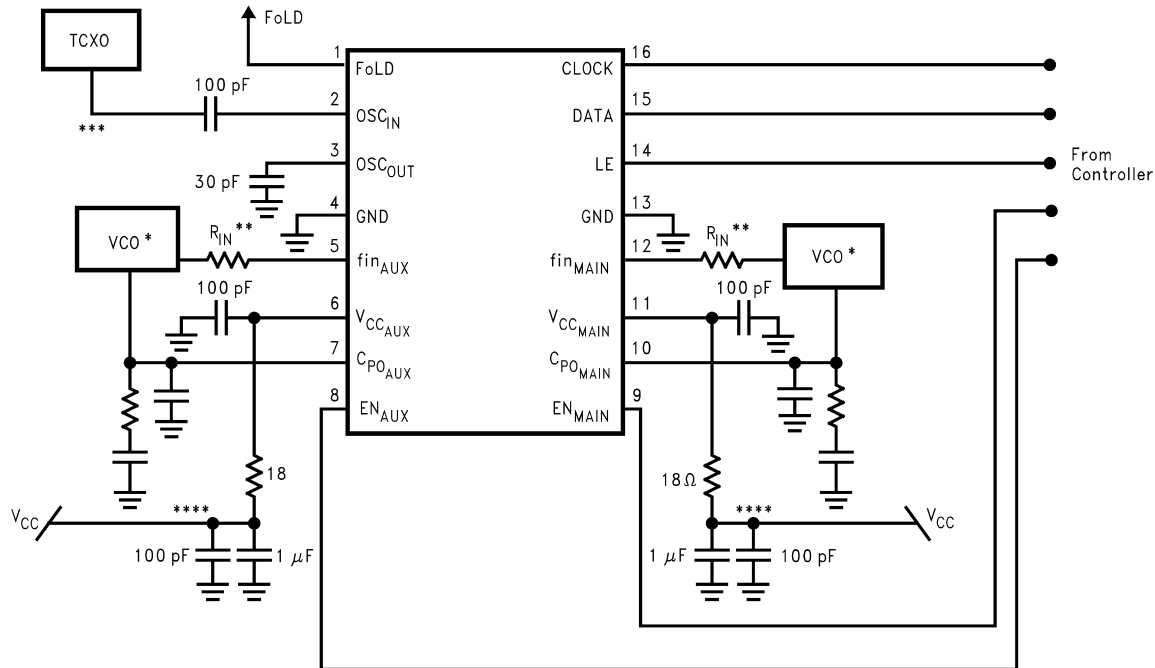 FoLD
TCXO
1
16
FoLD
CLOCK
100 pF
2
15
OSC_IN
DATA
***
3
14
OSC_OUT
LE
From
Controller
30 pF
4
13
GND
GND
VCO *
R_IN **
5
12
R_IN **
VCO *
fin_AUX
fin_MAIN
100 pF
6
11
100 pF
V_CC_AUX
V_CC_MAIN
7
10
C_PO_AUX
C_PO_MAIN
8
9
EN_AUX
EN_MAIN
18
18Ω
V_CC
****
****
V_CC
100 pF
1 μF
1 μF
100 pF